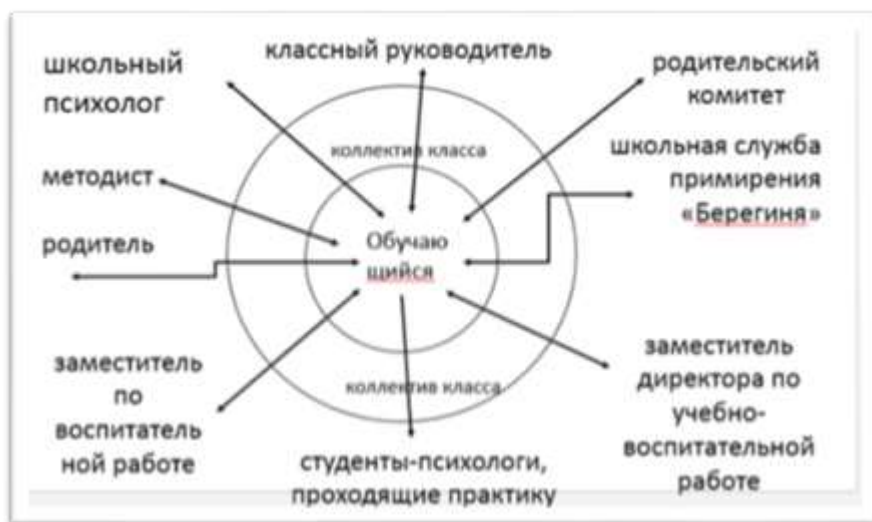 классный руководитель
школьный
психолог
родительский
комитет
коллектив класса
школьная служба
примирения
«Берегиня»
методист
родитель
Обучаю
щийся
заместитель
по
воспитатель
ной работе
коллектив класса
заместитель
директора по
учебно-
воспитательной
работе
студенты-психологи,
проходящие практику